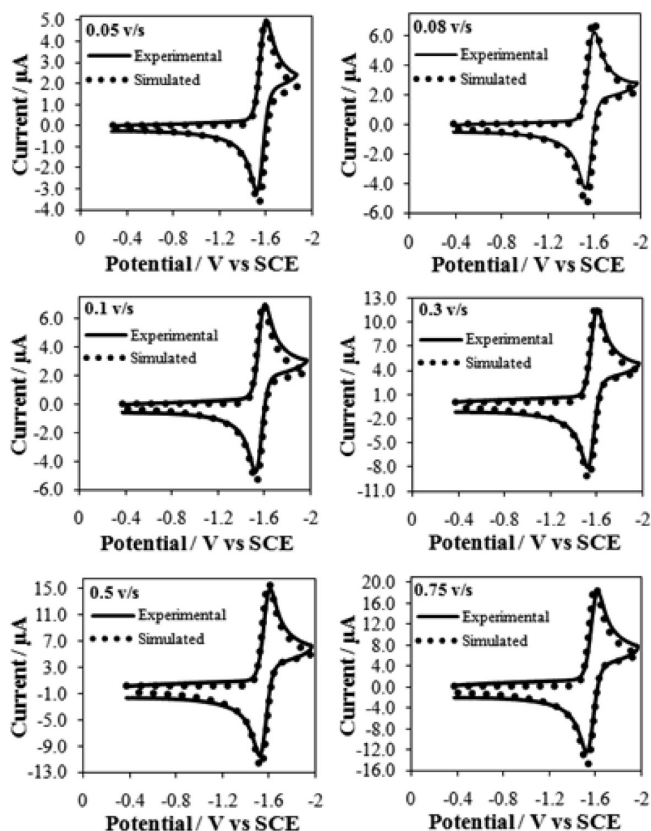 0.05 v/s
Experimental
Simulated
5.0
4.0
3.0
2.0
1.0
0.0
-1.0
-2.0
-3.0
-4.0
Current / µA
0 -0.4 -0.8 -1.2 -1.6 -2
Potential / V vs SCE
0.08 v/s
Experimental
Simulated
6.0
4.0
2.0
0.0
-2.0
-4.0
-6.0
Current / µA
0 -0.4 -0.8 -1.2 -1.6 -2
Potential / V vs SCE
0.1 v/s
Experimental
Simulated
6.0
4.0
2.0
0.0
-2.0
-4.0
-6.0
Current / µA
0 -0.4 -0.8 -1.2 -1.6 -2
Potential / V vs SCE
0.3 v/s
Experimental
Simulated
13.0
10.0
7.0
4.0
1.0
-2.0
-5.0
-8.0
-11.0
Current / µA
0 -0.4 -0.8 -1.2 -1.6 -2
Potential / V vs SCE
0.5 v/s
Experimental
Simulated
15.0
11.0
7.0
3.0
-1.0
-5.0
-9.0
-13.0
Current / µA
0 -0.4 -0.8 -1.2 -1.6 -2
Potential / V vs SCE
0.75 v/s
Experimental
Simulated
20.0
16.0
12.0
8.0
4.0
0.0
-4.0
-8.0
-12.0
-16.0
Current / µA
0 -0.4 -0.8 -1.2 -1.6 -2
Potential / V vs SCE